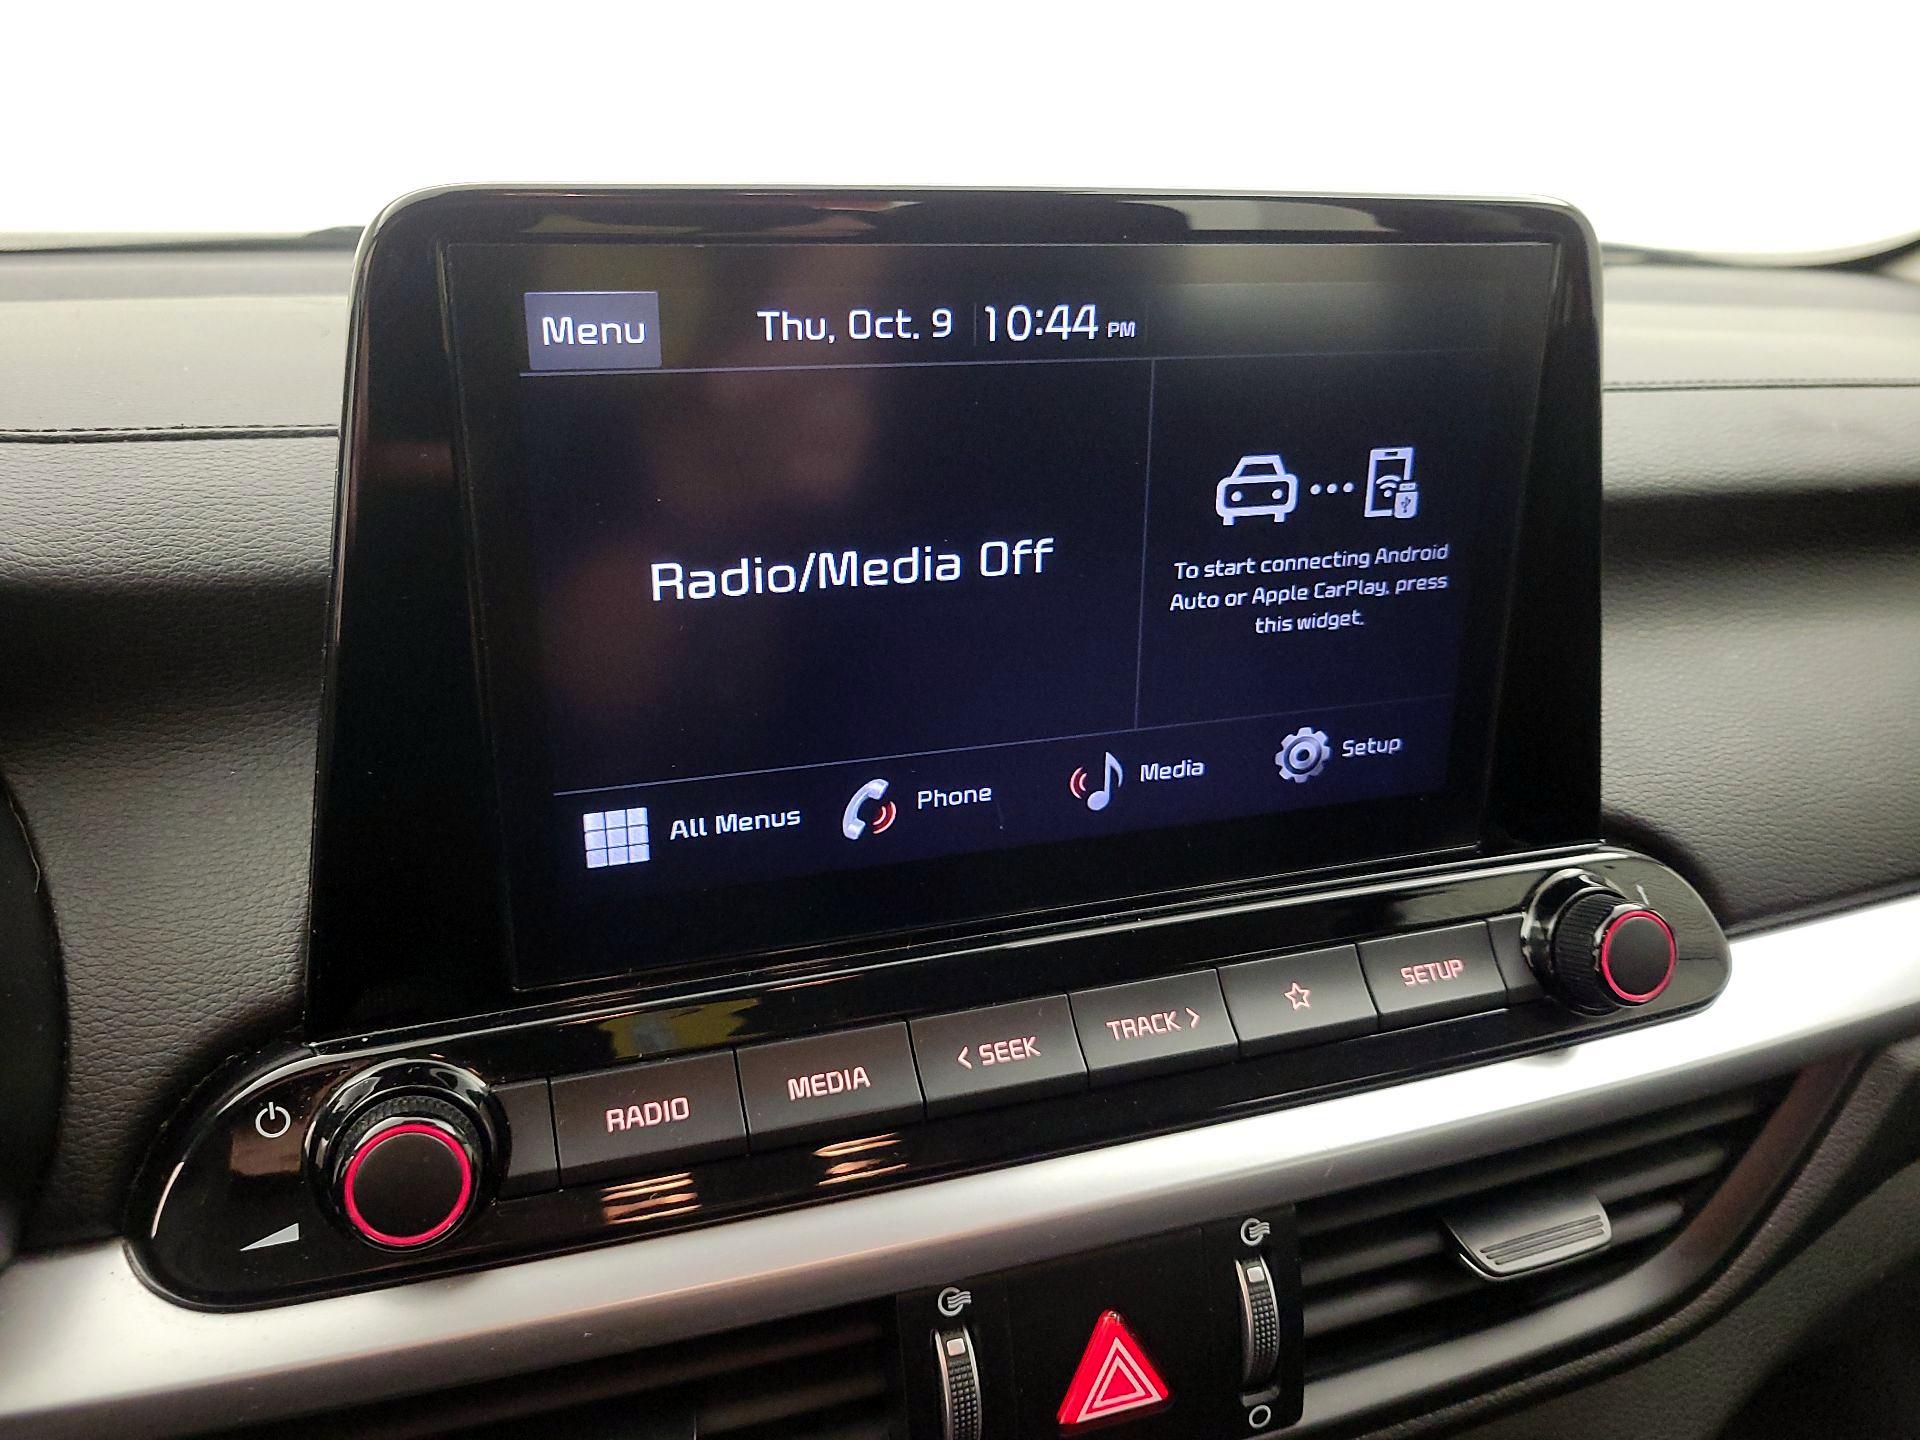 Menu
Thu, Oct. 9
10:44 PM
Radio/Media Off
To start connecting Android
Auto or Apple CarPlay, press
this widget.
All Menus
Phone
Media
Setup
RADIO
MEDIA
< SEEK
TRACK >
SETUP